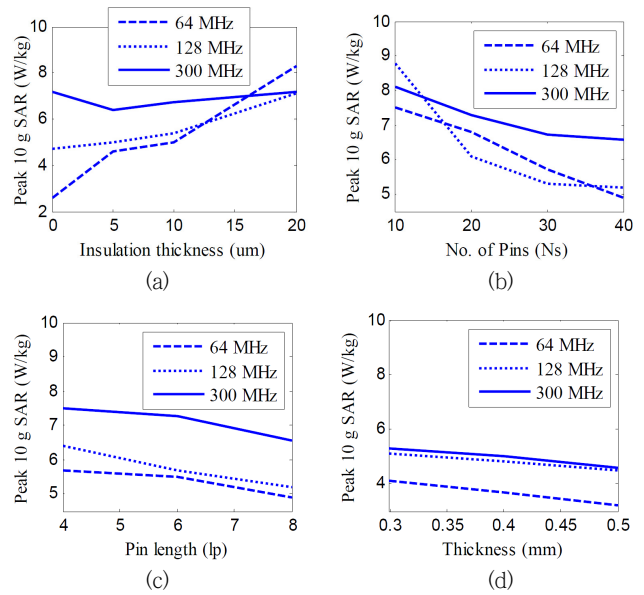 10
8
6
4
2
0
5
10
15
20
Peak 10 g SAR (W/kg)
Insulation thickness (um)
64 MHz
128 MHz
300 MHz
(a)
10
9
8
7
6
5
10
20
30
40
Peak 10 g SAR (W/kg)
No. of Pins (Ns)
64 MHz
128 MHz
300 MHz
(b)
10
9
8
7
6
5
4
5
6
7
8
Peak 10 g SAR (W/kg)
Pin length (lp)
64 MHz
128 MHz
300 MHz
(c)
10
8
6
4
0.3
0.35
0.4
0.45
0.5
Peak 10 g SAR (W/kg)
Thickness (mm)
64 MHz
128 MHz
300 MHz
(d)